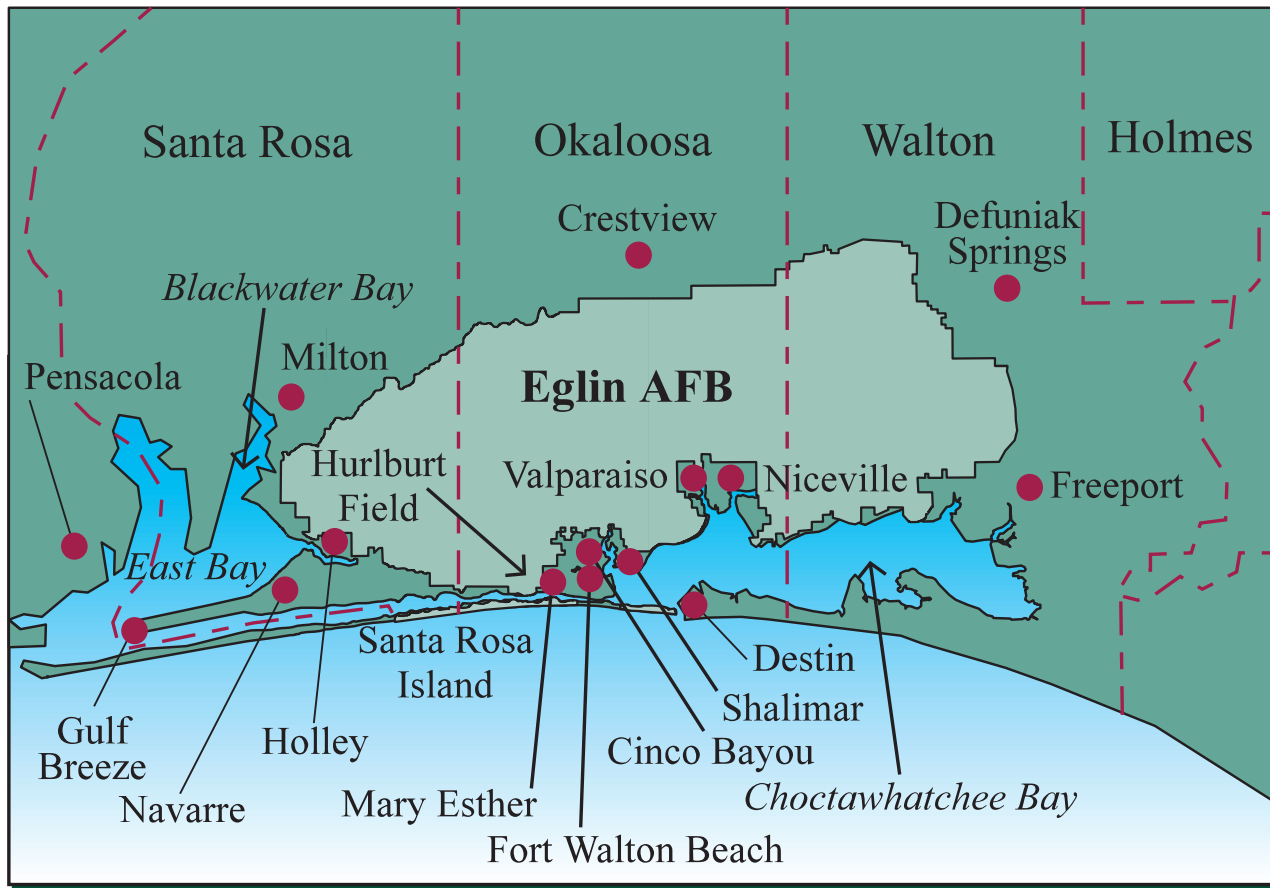 Santa Rosa
Okaloosa
Walton
Holmes
Crestview
Defuniak
Springs
Blackwater Bay
Milton
Pensacola
Eglin AFB
Hurlburt
Field
Valparaiso
Niceville
Freeport
East Bay
Santa Rosa
Island
Destin
Shalimar
Gulf
Breeze
Holley
Cinco Bayou
Navarre
Mary Esther
Choctawhatchee Bay
Fort Walton Beach